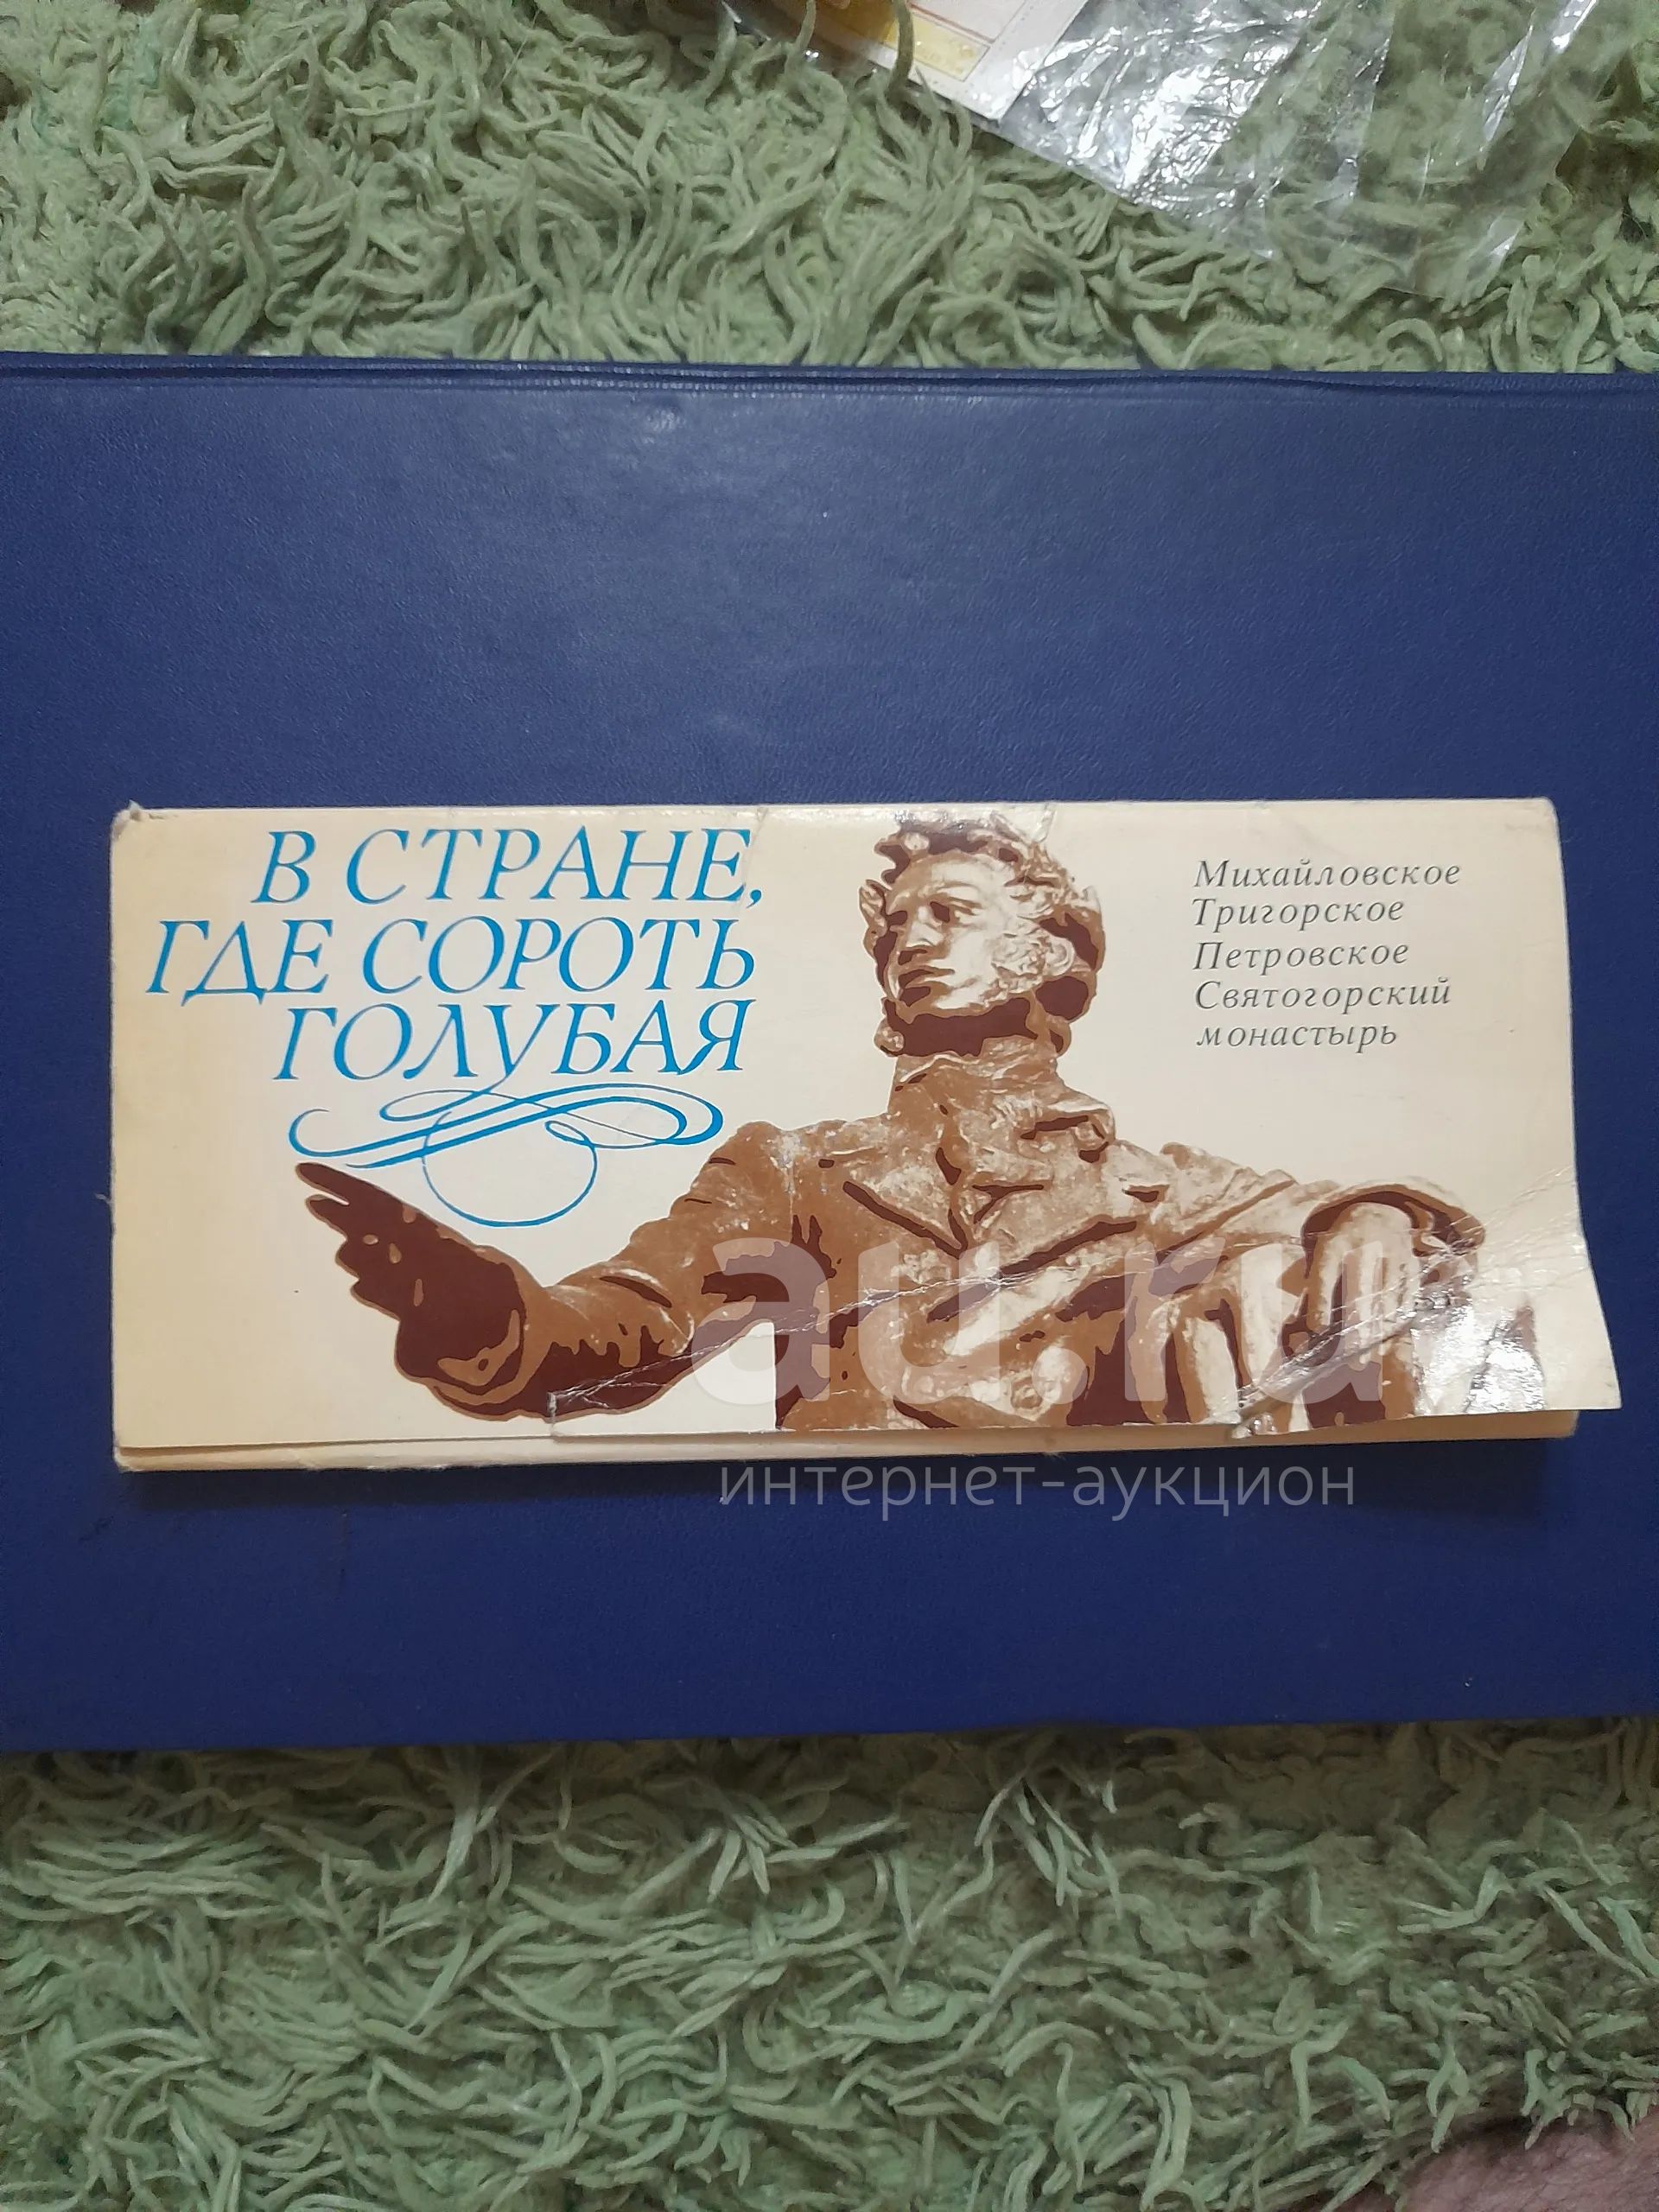 В СТРАНЕ,
ГДЕ СОРОТЬ
ГОЛУБАЯ
Михайловское
Тригорское
Петровское
Святогорский
монастырь
au.ru
интернет-аукцион